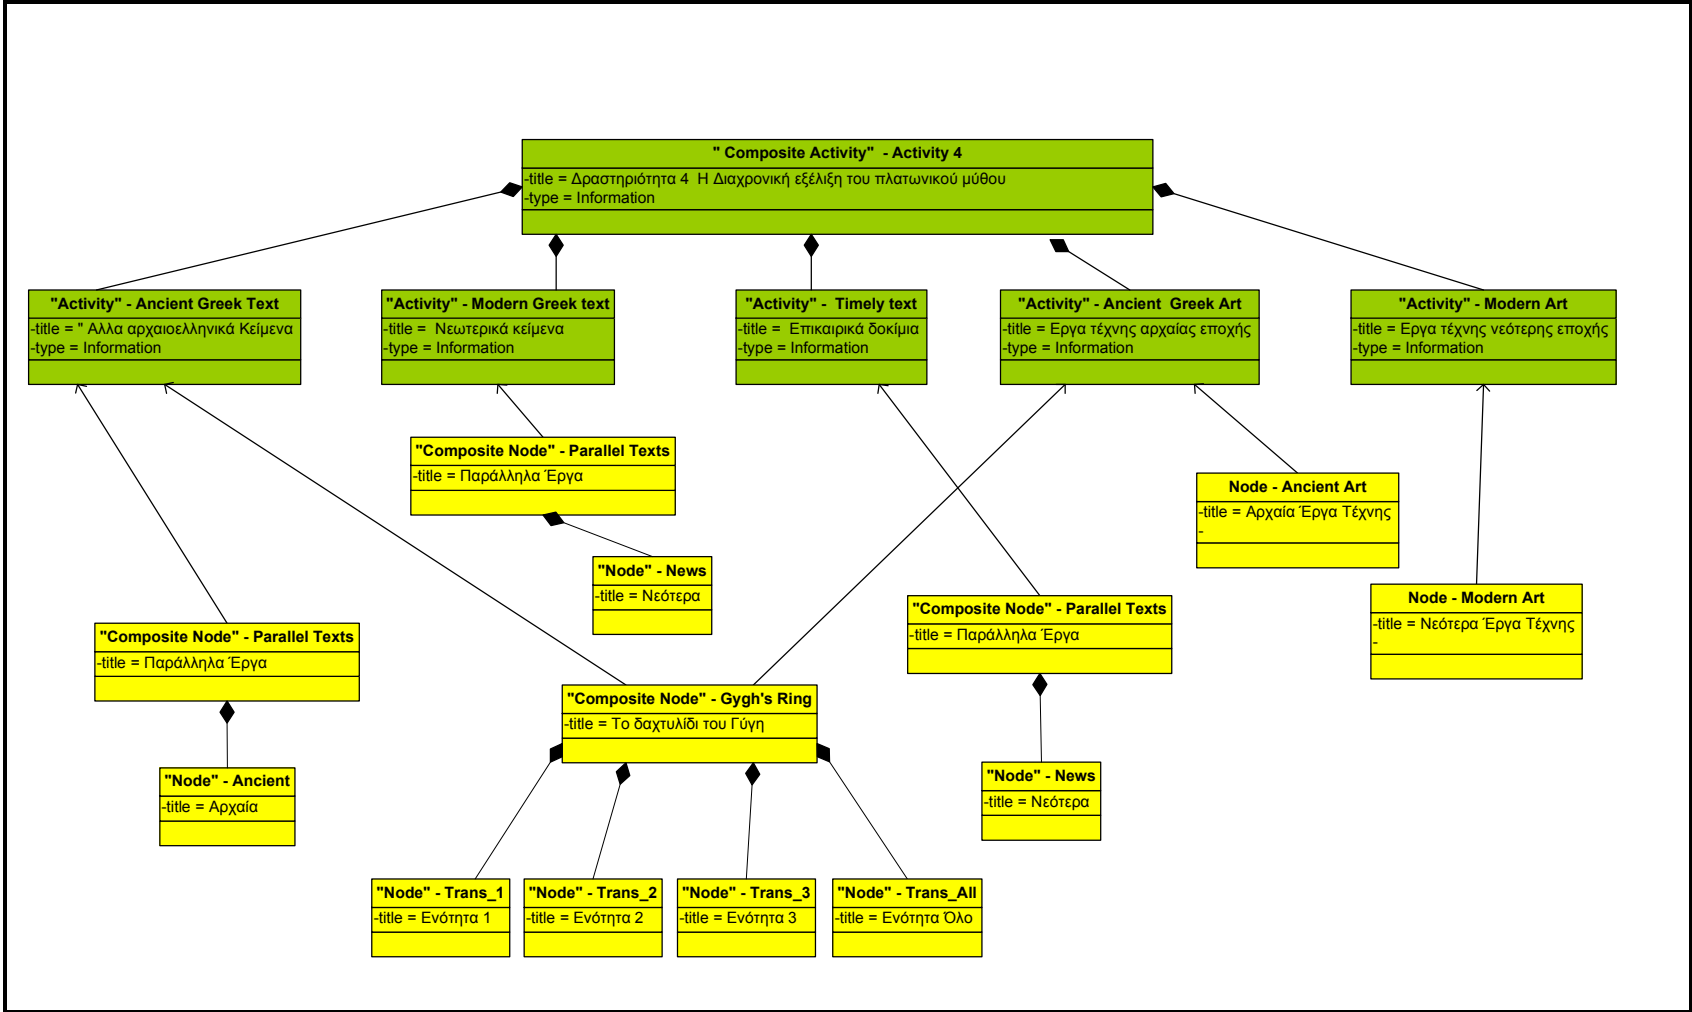 " Composite Activity"  - Activity 4
-title = Δραστηριότητα 4  Η Διαχρονική εξέλιξη του πλατωνικού μύθου
-type = Information
"Activity" - Ancient Greek Text
-title = " Αλλα αρχαιοελληνικά Κείμενα
-type = Information
"Activity" - Modern Greek text
-title =  Νεωτερικά κείμενα
-type = Information
"Activity" -  Timely text
-title =  Επικαιρικά δοκίμια
-type = Information
"Activity" - Ancient  Greek Art
-title = Εργα τέχνης αρχαίας εποχής
-type = Information
"Activity" - Modern Art
-title = Εργα τέχνης νεότερης εποχής
-type = Information
"Composite Node" - Parallel Texts
-title = Παράλληλα Έργα
Node - Ancient Art
-title = Αρχαία Έργα Τέχνης
-
"Node" - News
-title = Νεότερα
Node - Modern Art
-title = Νεότερα Έργα Τέχνης
-
"Composite Node" - Parallel Texts
-title = Παράλληλα Έργα
"Composite Node" - Parallel Texts
-title = Παράλληλα Έργα
"Composite Node" - Gygh's Ring
-title = Το δαχτυλίδι του Γύγη
"Node" - Ancient
-title = Αρχαία
"Node" - News
-title = Νεότερα
"Node" - Trans_1
-title = Ενότητα 1
"Node" - Trans_2
-title = Ενότητα 2
"Node" - Trans_3
-title = Ενότητα 3
"Node" - Trans_All
-title = Ενότητα Όλο